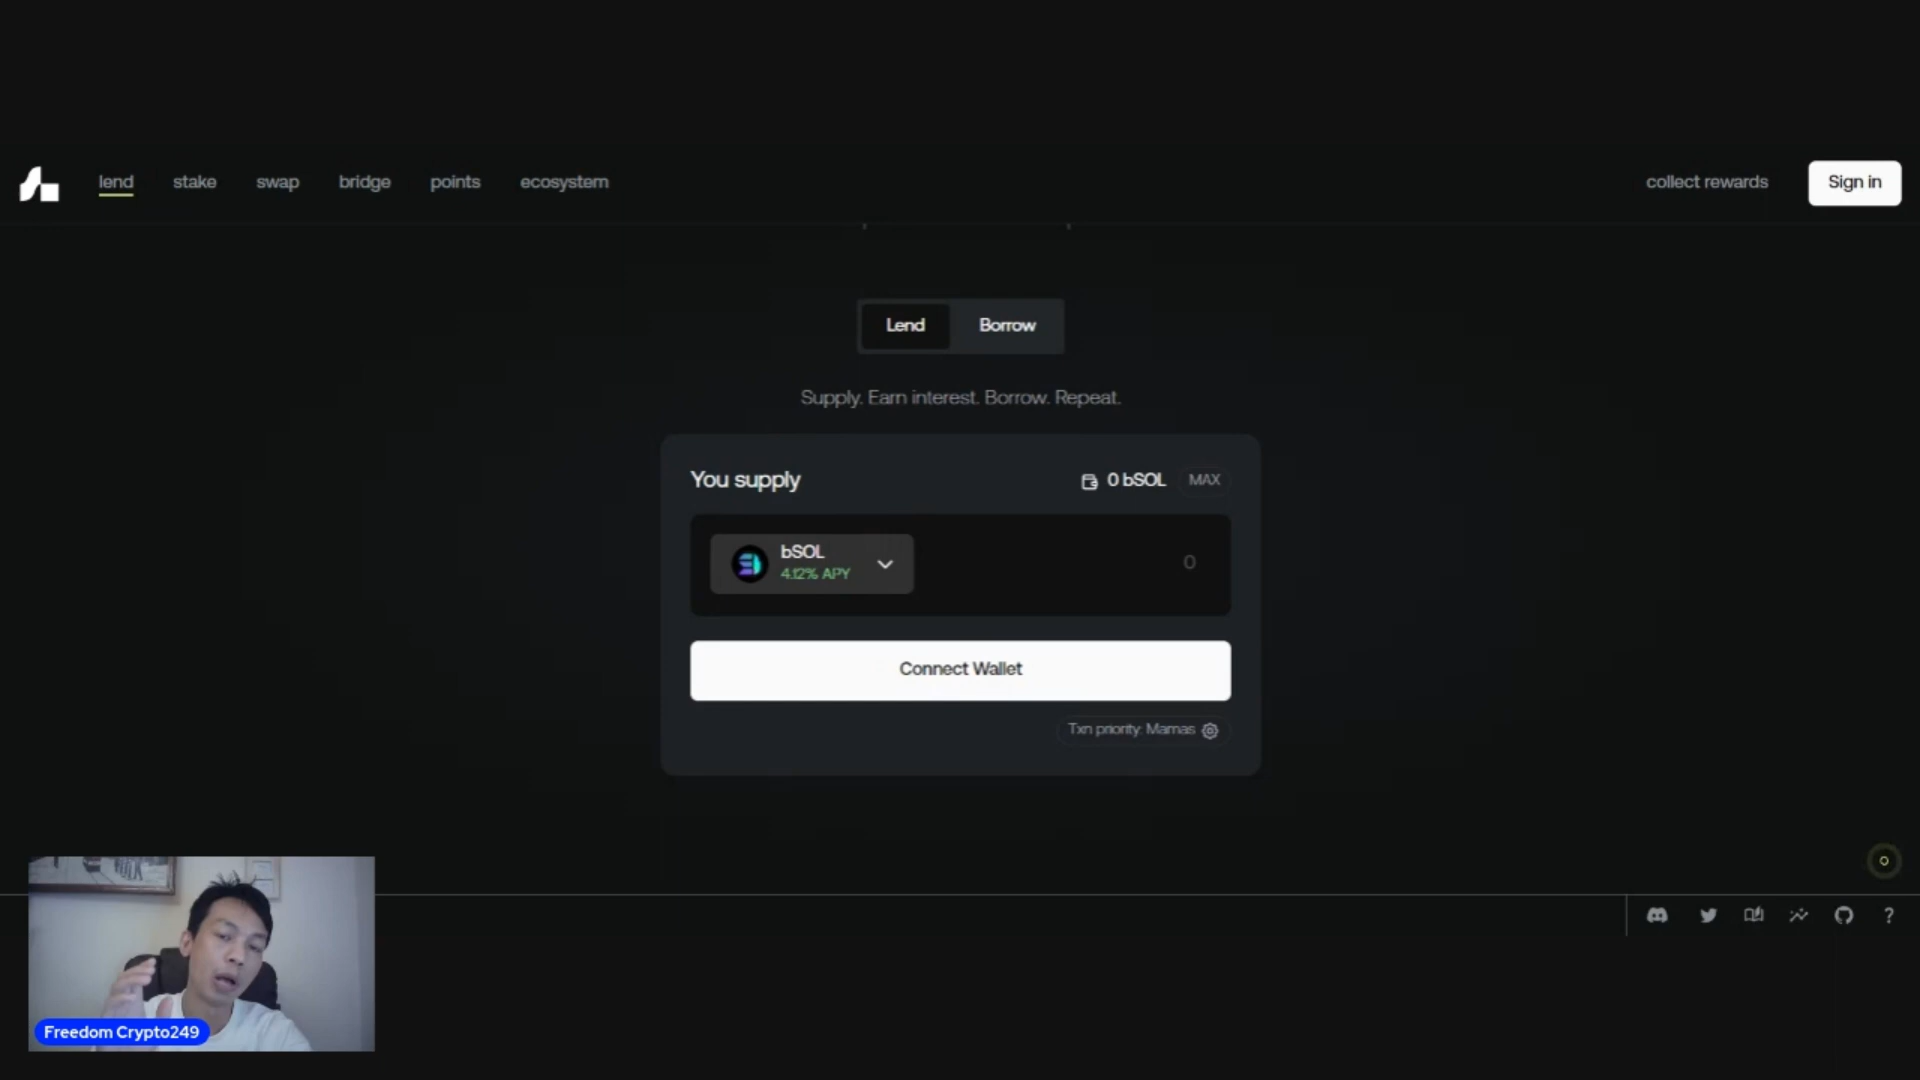 lend stake swap bridge points ecosystem collect rewards Sign in
Lend Borrow
Supply. Earn interest. Borrow. Repeat.
You supply 0 bSOL MAX
bSOL
4.12% APY
0
Connect Wallet
Txn priority: Mamas
Freedom Crypto249